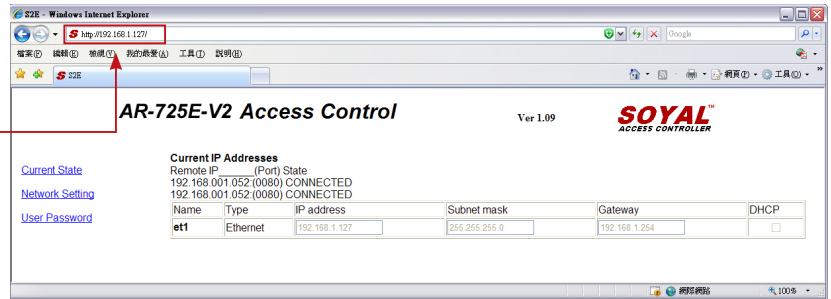 S2E - Windows Internet Explorer
http://192.168.1.127/
Google
檔案(F) 編輯(E) 檢視(V) 我的最愛(A) 工具(T) 說明(H)
S2E
網頁(P) 工具(O)
AR-725E-V2 Access Control
Ver 1.09
SOYAL™
ACCESS CONTROLLER
Current State
Network Setting
User Password
Current IP Addresses
Remote IP______(Port) State
192.168.001.052:(0080) CONNECTED
192.168.001.052:(0080) CONNECTED
Name Type IP address Subnet mask Gateway DHCP
et1 Ethernet 192.168.1.127 255.255.255.0 192.168.1.254
網際網路 100%